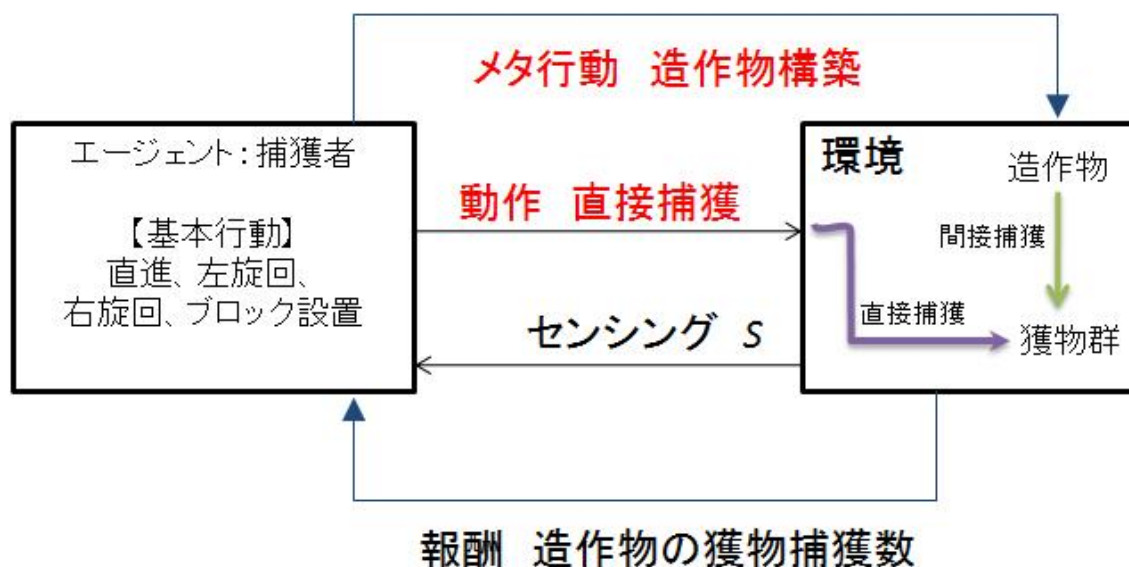 メタ行動 造作物構築
エージェント:捕獲者
【基本行動】
直進、左旋回、
右旋回、ブロック設置
動作 直接捕獲
センシング S
環境
造作物
間接捕獲
直接捕獲
獲物群
報酬 造作物の獲物捕獲数